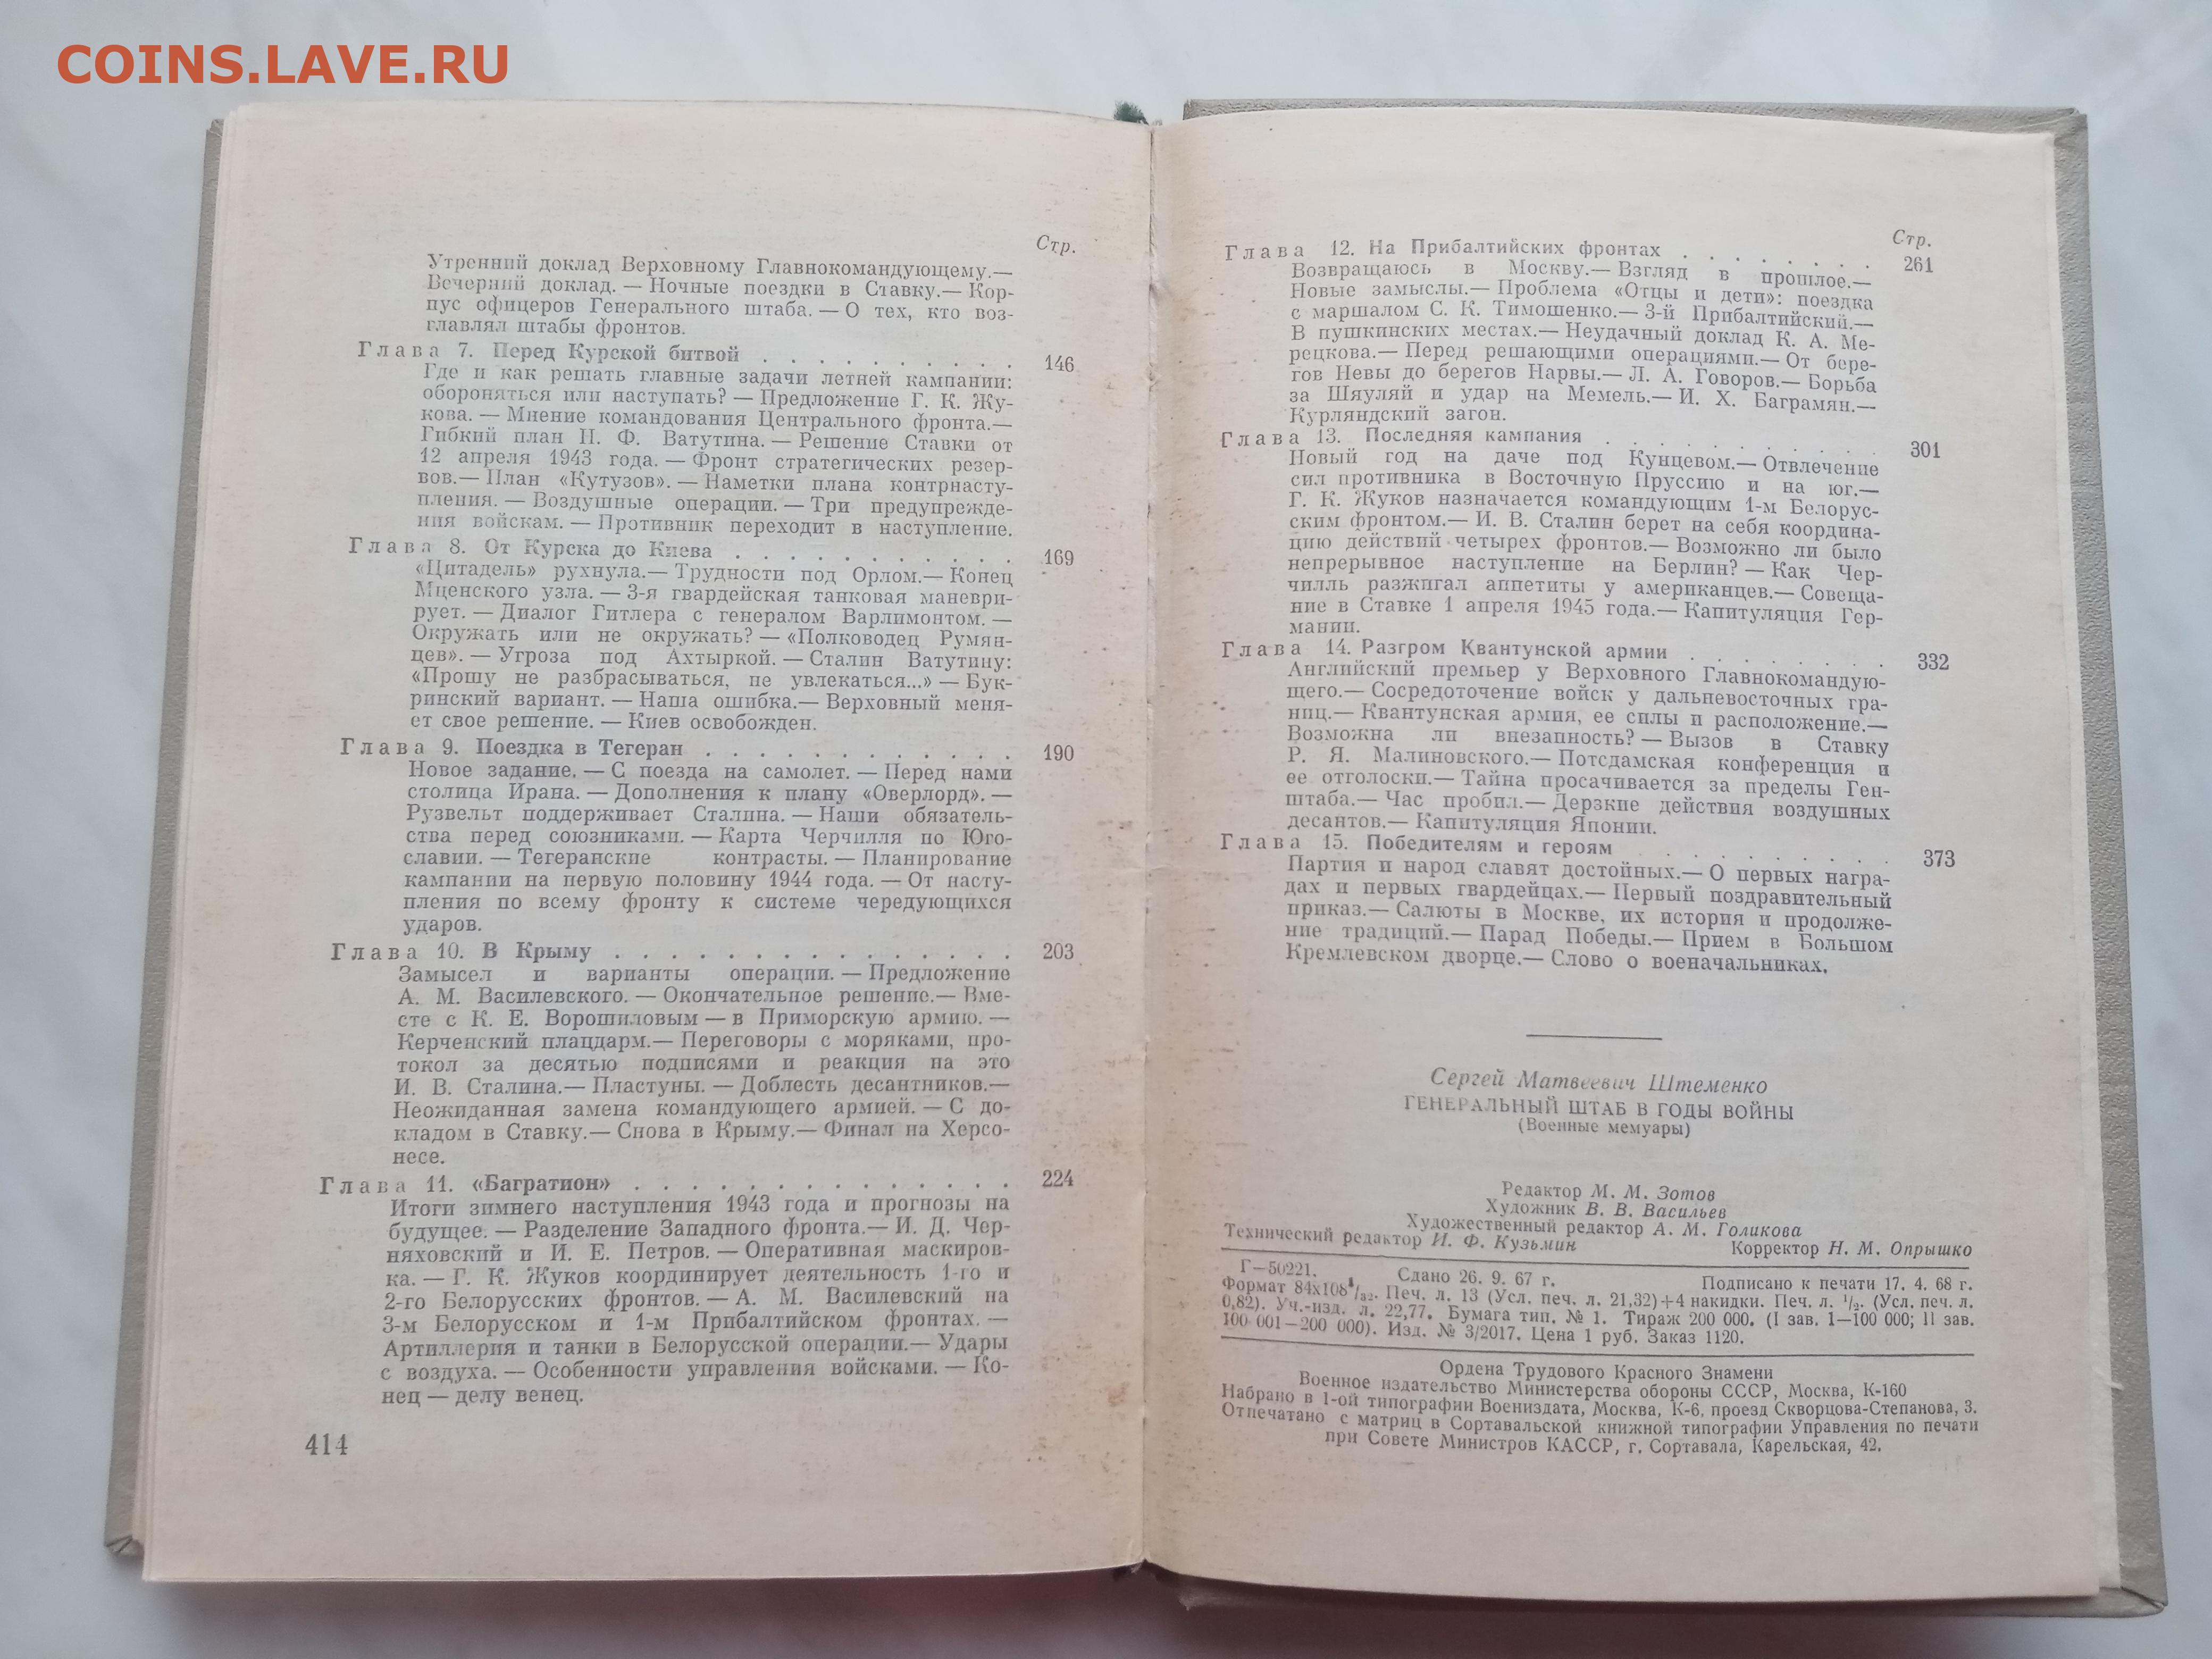 COINS.LAVE.RU
Стр.
Утренний доклад Верховному Главнокомандующему.—
Вечерний доклад. — Ночные поездки в Ставку.— Кор-
пус офицеров Генерального штаба. — О тех, кто воз-
главлял штабы фронтов.
Глава 7. Перед Курской битвой . . . . . . . . . . 146
Где и как решать главные задачи летней кампании:
обороняться или наступать? — Предложение Г. К. Жу-
кова. — Мнение командования Центрального фронта.—
Гибкий план Н. Ф. Ватутина. — Решение Ставки от
12 апреля 1943 года. — Фронт стратегических резер-
вов.— План «Кутузов». — Наметки плана контрнасту-
пления. — Воздушные операции. — Три предупрежде-
ния войскам. — Противник переходит в наступление.
Глава 8. От Курска до Киева . . . . . . . . . . . 169
«Цитадель» рухнула.— Трудности под Орлом.— Конец
Мценского узла. — 3-я гвардейская танковая маневри-
рует. — Диалог Гитлера с генералом Варлимонтом. —
Окружать или не окружать? — «Полководец Румян-
цев». — Угроза под Ахтыркой. — Сталин Ватутину:
«Прошу не разбрасываться, не увлекаться...» — Бук-
ринский вариант. — Наша ошибка.— Верховный меня-
ет свое решение. — Киев освобожден.
Глава 9. Поездка в Тегеран . . . . . . . . . . . . 190
Новое задание. — С поезда на самолет. — Перед нами
столица Ирана. — Дополнения к плану «Оверлорд». —
Рузвельт поддерживает Сталина. — Наши обязатель-
ства перед союзниками. — Карта Черчилля по Юго-
славии. — Тегеранские контрасты. — Планирование
кампании на первую половину 1944 года. — От насту-
пления по всему фронту к системе чередующихся
ударов.
Глава 10. В Крыму . . . . . . . . . . . . . . . 203
Замысел и варианты операции. — Предложение
А. М. Василевского. — Окончательное решение.— Вме-
сте с К. Е. Ворошиловым — в Приморскую армию. —
Керченский плацдарм.— Переговоры с моряками, про-
токол за десятью подписями и реакция на это
И. В. Сталина.— Пластуны. — Доблесть десантников.—
Неожиданная замена командующего армией. — С до-
кладом в Ставку.— Снова в Крыму.— Финал на Херсо-
несе.
Глава 11. «Багратион» . . . . . . . . . . . . . . 224
Итоги зимнего наступления 1943 года и прогнозы на
будущее. — Разделение Западного фронта.— И. Д. Чер-
няховский и И. Е. Петров. — Оперативная маскиров-
ка. — Г. К. Жуков координирует деятельность 1-го и
2-го Белорусских фронтов. — А. М. Василевский на
3-м Белорусском и 1-м Прибалтийском фронтах. —
Артиллерия и танки в Белорусской операции.— Удары
с воздуха. — Особенности управления войсками. — Ко-
нец — делу венец.
414
Стр.
Глава 12. На Прибалтийских фронтах . . . . . . . . 261
Возвращаюсь в Москву.— Взгляд в прошлое.—
Новые замыслы.— Проблема «Отцы и дети»: поездка
с маршалом С. К. Тимошенко.— 3-й Прибалтийский.—
В пушкинских местах.— Неудачный доклад К. А. Ме-
рецкова.— Перед решающими операциями.— От бере-
гов Невы до берегов Нарвы.— Л. А. Говоров.— Борьба
за Шяуляй и удар на Мемель.— И. Х. Баграмян.—
Курляндский загон.
Глава 13. Последняя кампания . . . . . . . . . . . 301
Новый год на даче под Кунцевом.— Отвлечение
сил противника в Восточную Пруссию и на юг.—
Г. К. Жуков назначается командующим 1-м Белорус-
ским фронтом.— И. В. Сталин берет на себя координа-
цию действий четырех фронтов.— Возможно ли было
непрерывное наступление на Берлин? — Как Чер-
чилль разжигал аппетиты у американцев.— Совеща-
ние в Ставке 1 апреля 1945 года.— Капитуляция Гер-
мании.
Глава 14. Разгром Квантунской армии . . . . . . . . 332
Английский премьер у Верховного Главнокомандую-
щего.— Сосредоточение войск у дальневосточных гра-
ниц.— Квантунская армия, ее силы и расположение.—
Возможна ли внезапность? — Вызов в Ставку
Р. Я. Малиновского.— Потсдамская конференция и
ее отголоски.— Тайна просачивается за пределы Ген-
штаба.— Час пробил.— Дерзкие действия воздушных
десантов.— Капитуляция Японии.
Глава 15. Победителям и героям . . . . . . . . . . 373
Партия и народ славят достойных.— О первых награ-
дах и первых гвардейцах.— Первый поздравительный
приказ.— Салюты в Москве, их история и продолже-
ние традиций.— Парад Победы.— Прием в Большом
Кремлевском дворце.— Слово о военачальниках.
Сергей Матвеевич Штеменко
ГЕНЕРАЛЬНЫЙ ШТАБ В ГОДЫ ВОЙНЫ
(Военные мемуары)
Редактор М. М. Зотов
Художник В. В. Васильев
Художественный редактор А. М. Голикова
Технический редактор И. Ф. Кузьмин Корректор Н. М. Опрышко
Г—50221. Сдано 26. 9. 67 г. Подписано к печати 17. 4. 68 г.
Формат 84х108¹/₃₂. Печ. л. 13 (Усл. печ. л. 21,32)+4 накидки. Печ. л. ¹/₂. (Усл. печ. л.
0,82). Уч.-изд. л. 22,77. Бумага тип. № 1. Тираж 200 000. (I зав. 1—100 000; II зав.
100 001—200 000). Изд. № 3/2017. Цена 1 руб. Заказ 1120.
Ордена Трудового Красного Знамени
Военное издательство Министерства обороны СССР, Москва, К-160
Набрано в 1-ой типографии Воениздата, Москва, К-6, проезд Скворцова-Степанова, 3.
Отпечатано с матриц в Сортавальской книжной типографии Управления по печати
при Совете Министров КАССР, г. Сортавала, Карельская, 42.